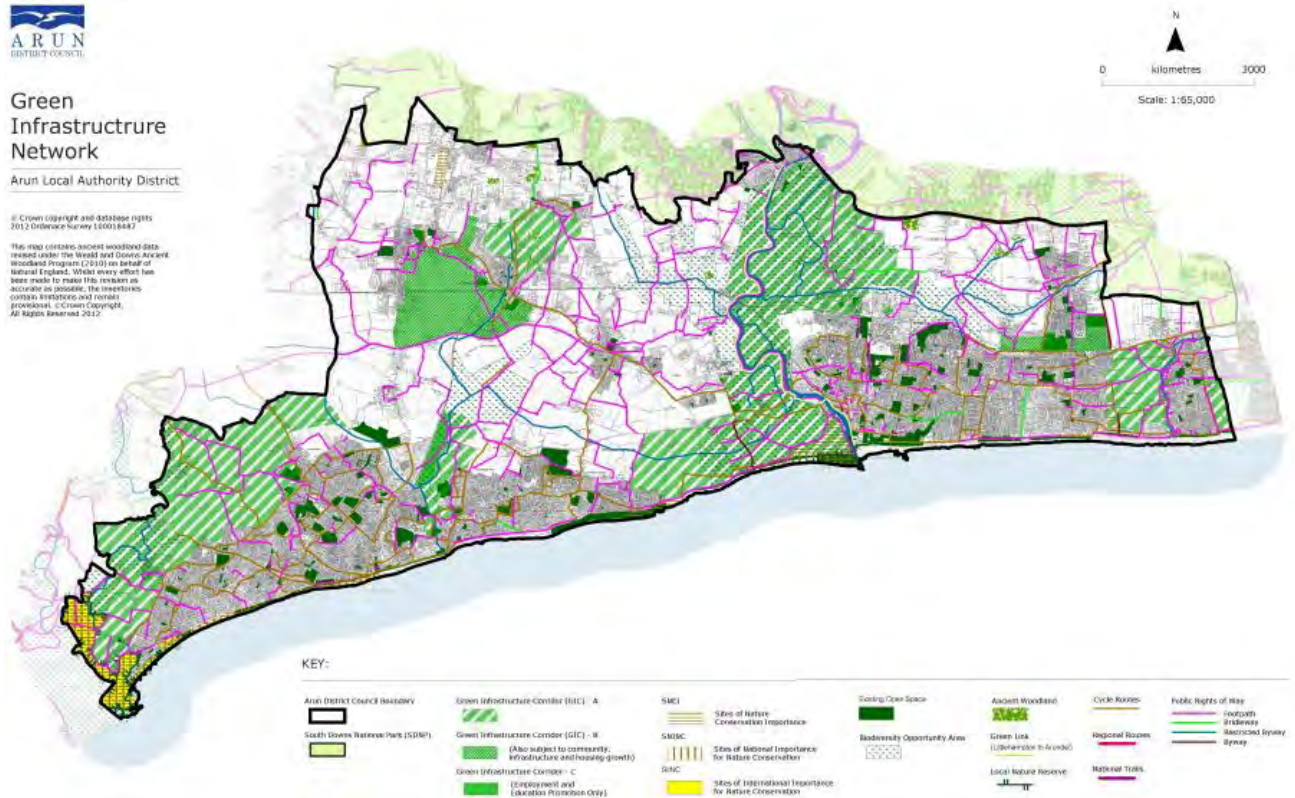 ARUN
DISTRICT COUNCIL
Green
Infrastructrure
Network
Arun Local Authority District
© Crown copyright and database rights
2012 Ordanace Survey 100018487
This map contains ancient woodland data
revised under the Weald and Downs Ancient
Woodland Program (2010) on behalf of
Natural England. Whilst every effort has
been made to make this revision as
accurate as possible, the inventories
contain limitations and remain
provisional. © Crown Copyright.
All Rights Reserved 2012
N
0 kilometres 3000
Scale: 1:65,000
KEY:
Arun District Council Boundary
South Downs National Park (SDNP)
Green Infrastructure Corridor (GIC) - A
Green Infrastructure Corridor (GIC) - B
(Also subject to community,
infrastructure and housing growth)
Green Infrastructure Corridor - C
(Employment and
Education Promotion Only)
SNCI
Sites of Nature
Conservation Importance
SNINC
Sites of National Importance
for Nature Conservation
SINC
Sites of International Importance
for Nature Conservation
Existing Open Space
Biodiversity Opportunity Area
Ancient Woodland
Green Link
(Littlehampton to Arundel)
Local Nature Reserve
Cycle Routes
Regional Routes
National Trails
Public Rights of Way
Footpath
Bridleway
Restricted Byway
Byway